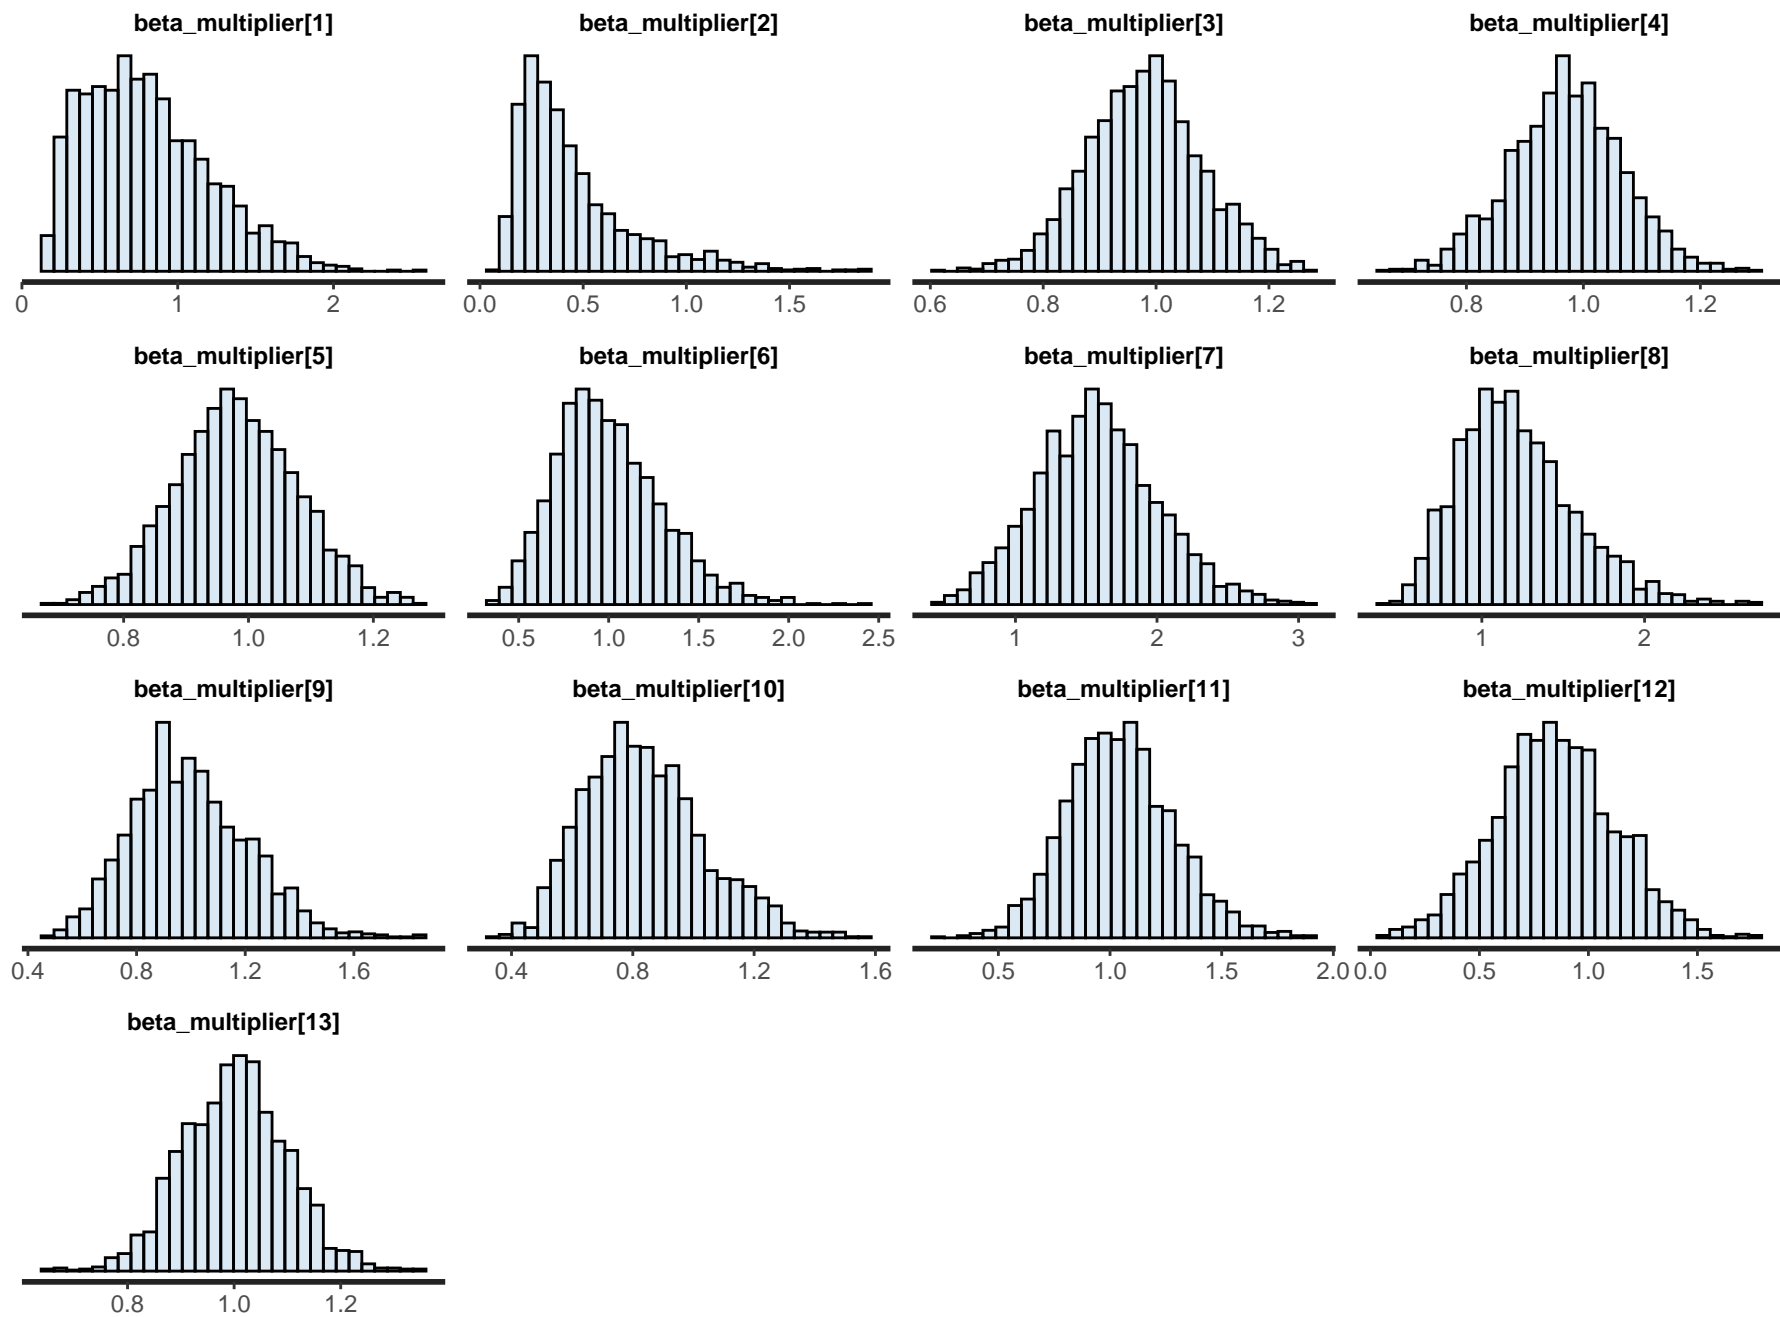 beta_multiplier[1] beta_multiplier[2] beta_multiplier[3] beta_multiplier[4]
0 1 2 0.0 0.5 1.0 1.5 0.6 0.8 1.0 1.2 0.8 1.0 1.2
beta_multiplier[5] beta_multiplier[6] beta_multiplier[7] beta_multiplier[8]
0.8 1.0 1.2 0.5 1.0 1.5 2.0 2.5 1 2 3 1 2
beta_multiplier[9] beta_multiplier[10] beta_multiplier[11] beta_multiplier[12]
0.4 0.8 1.2 1.6 0.4 0.8 1.2 1.6 0.5 1.0 1.5 2.0 0.0 0.5 1.0 1.5
beta_multiplier[13]
0.8 1.0 1.2